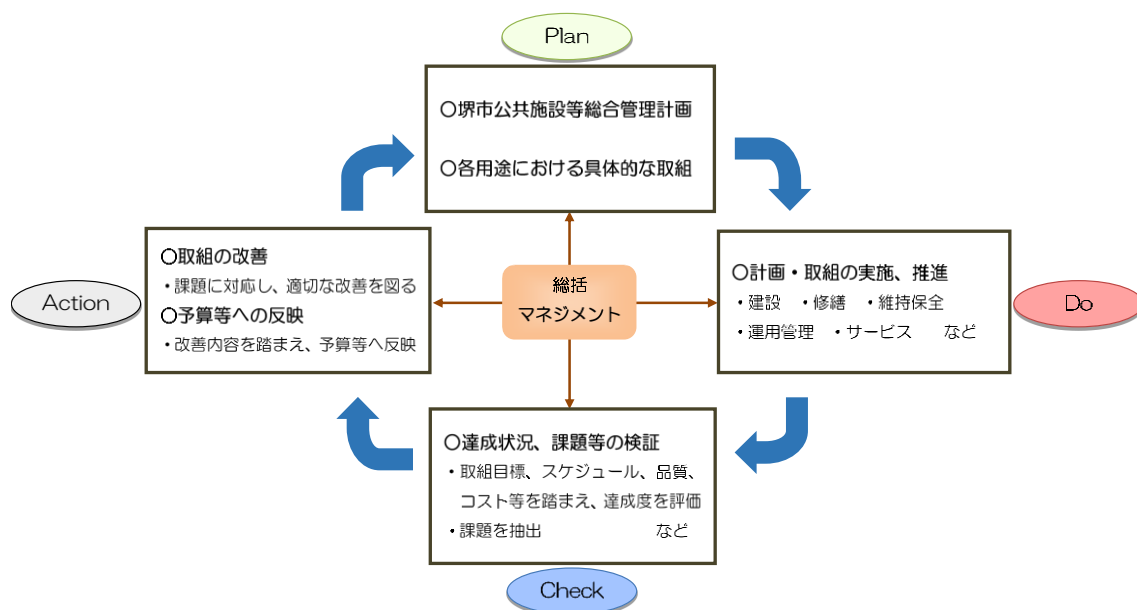 Plan
○堺市公共施設等総合管理計画
○各用途における具体的な取組
Action
○取組の改善
・課題に対応し、適切な改善を図る
○予算等への反映
・改善内容を踏まえ、予算等へ反映
総括
マネジメント
○計画・取組の実施、推進
・建設 ・修繕 ・維持保全
・運用管理 ・サービス など
Do
○達成状況、課題等の検証
・取組目標、スケジュール、品質、
コスト等を踏まえ、達成度を評価
・課題を抽出 など
Check